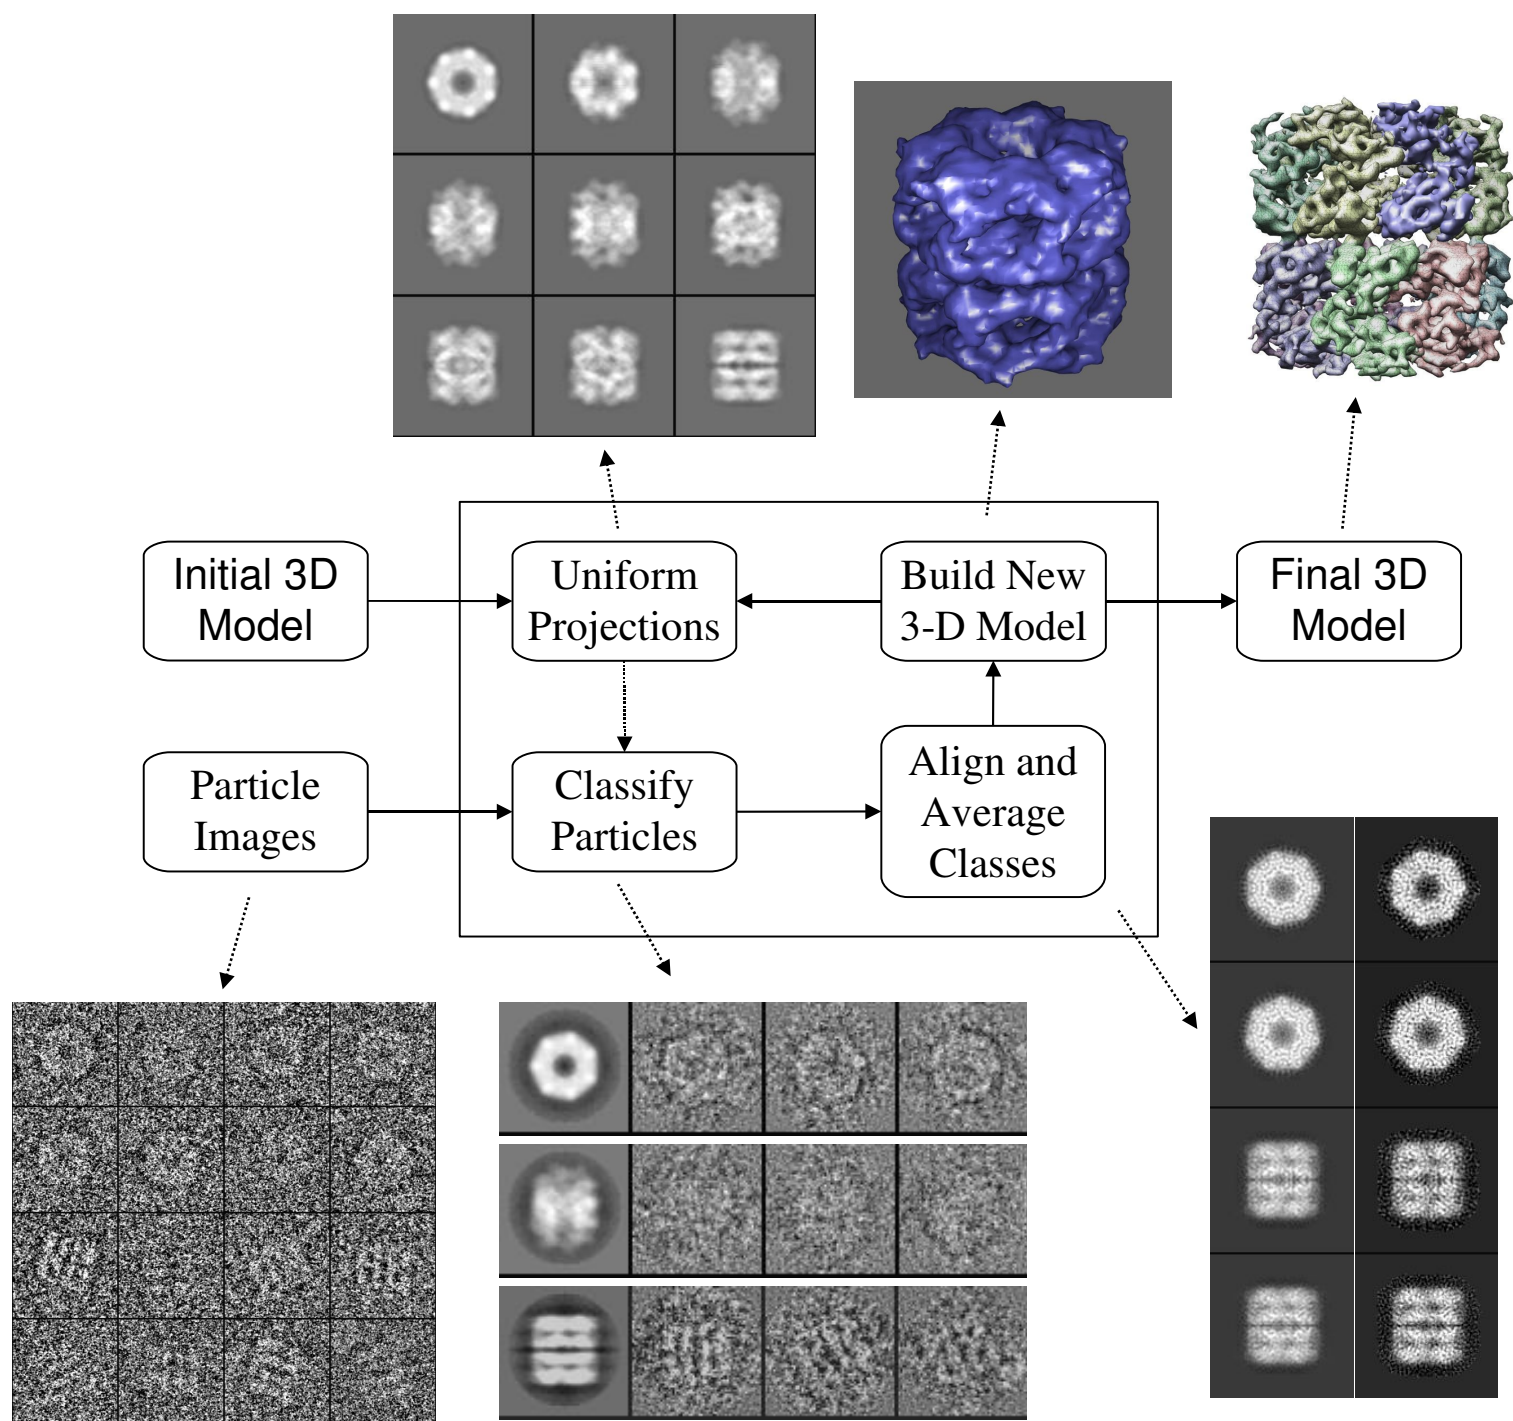 Initial 3D
Model
Uniform
Projections
Build New
3-D Model
Final 3D
Model
Particle
Images
Classify
Particles
Align and
Average
Classes